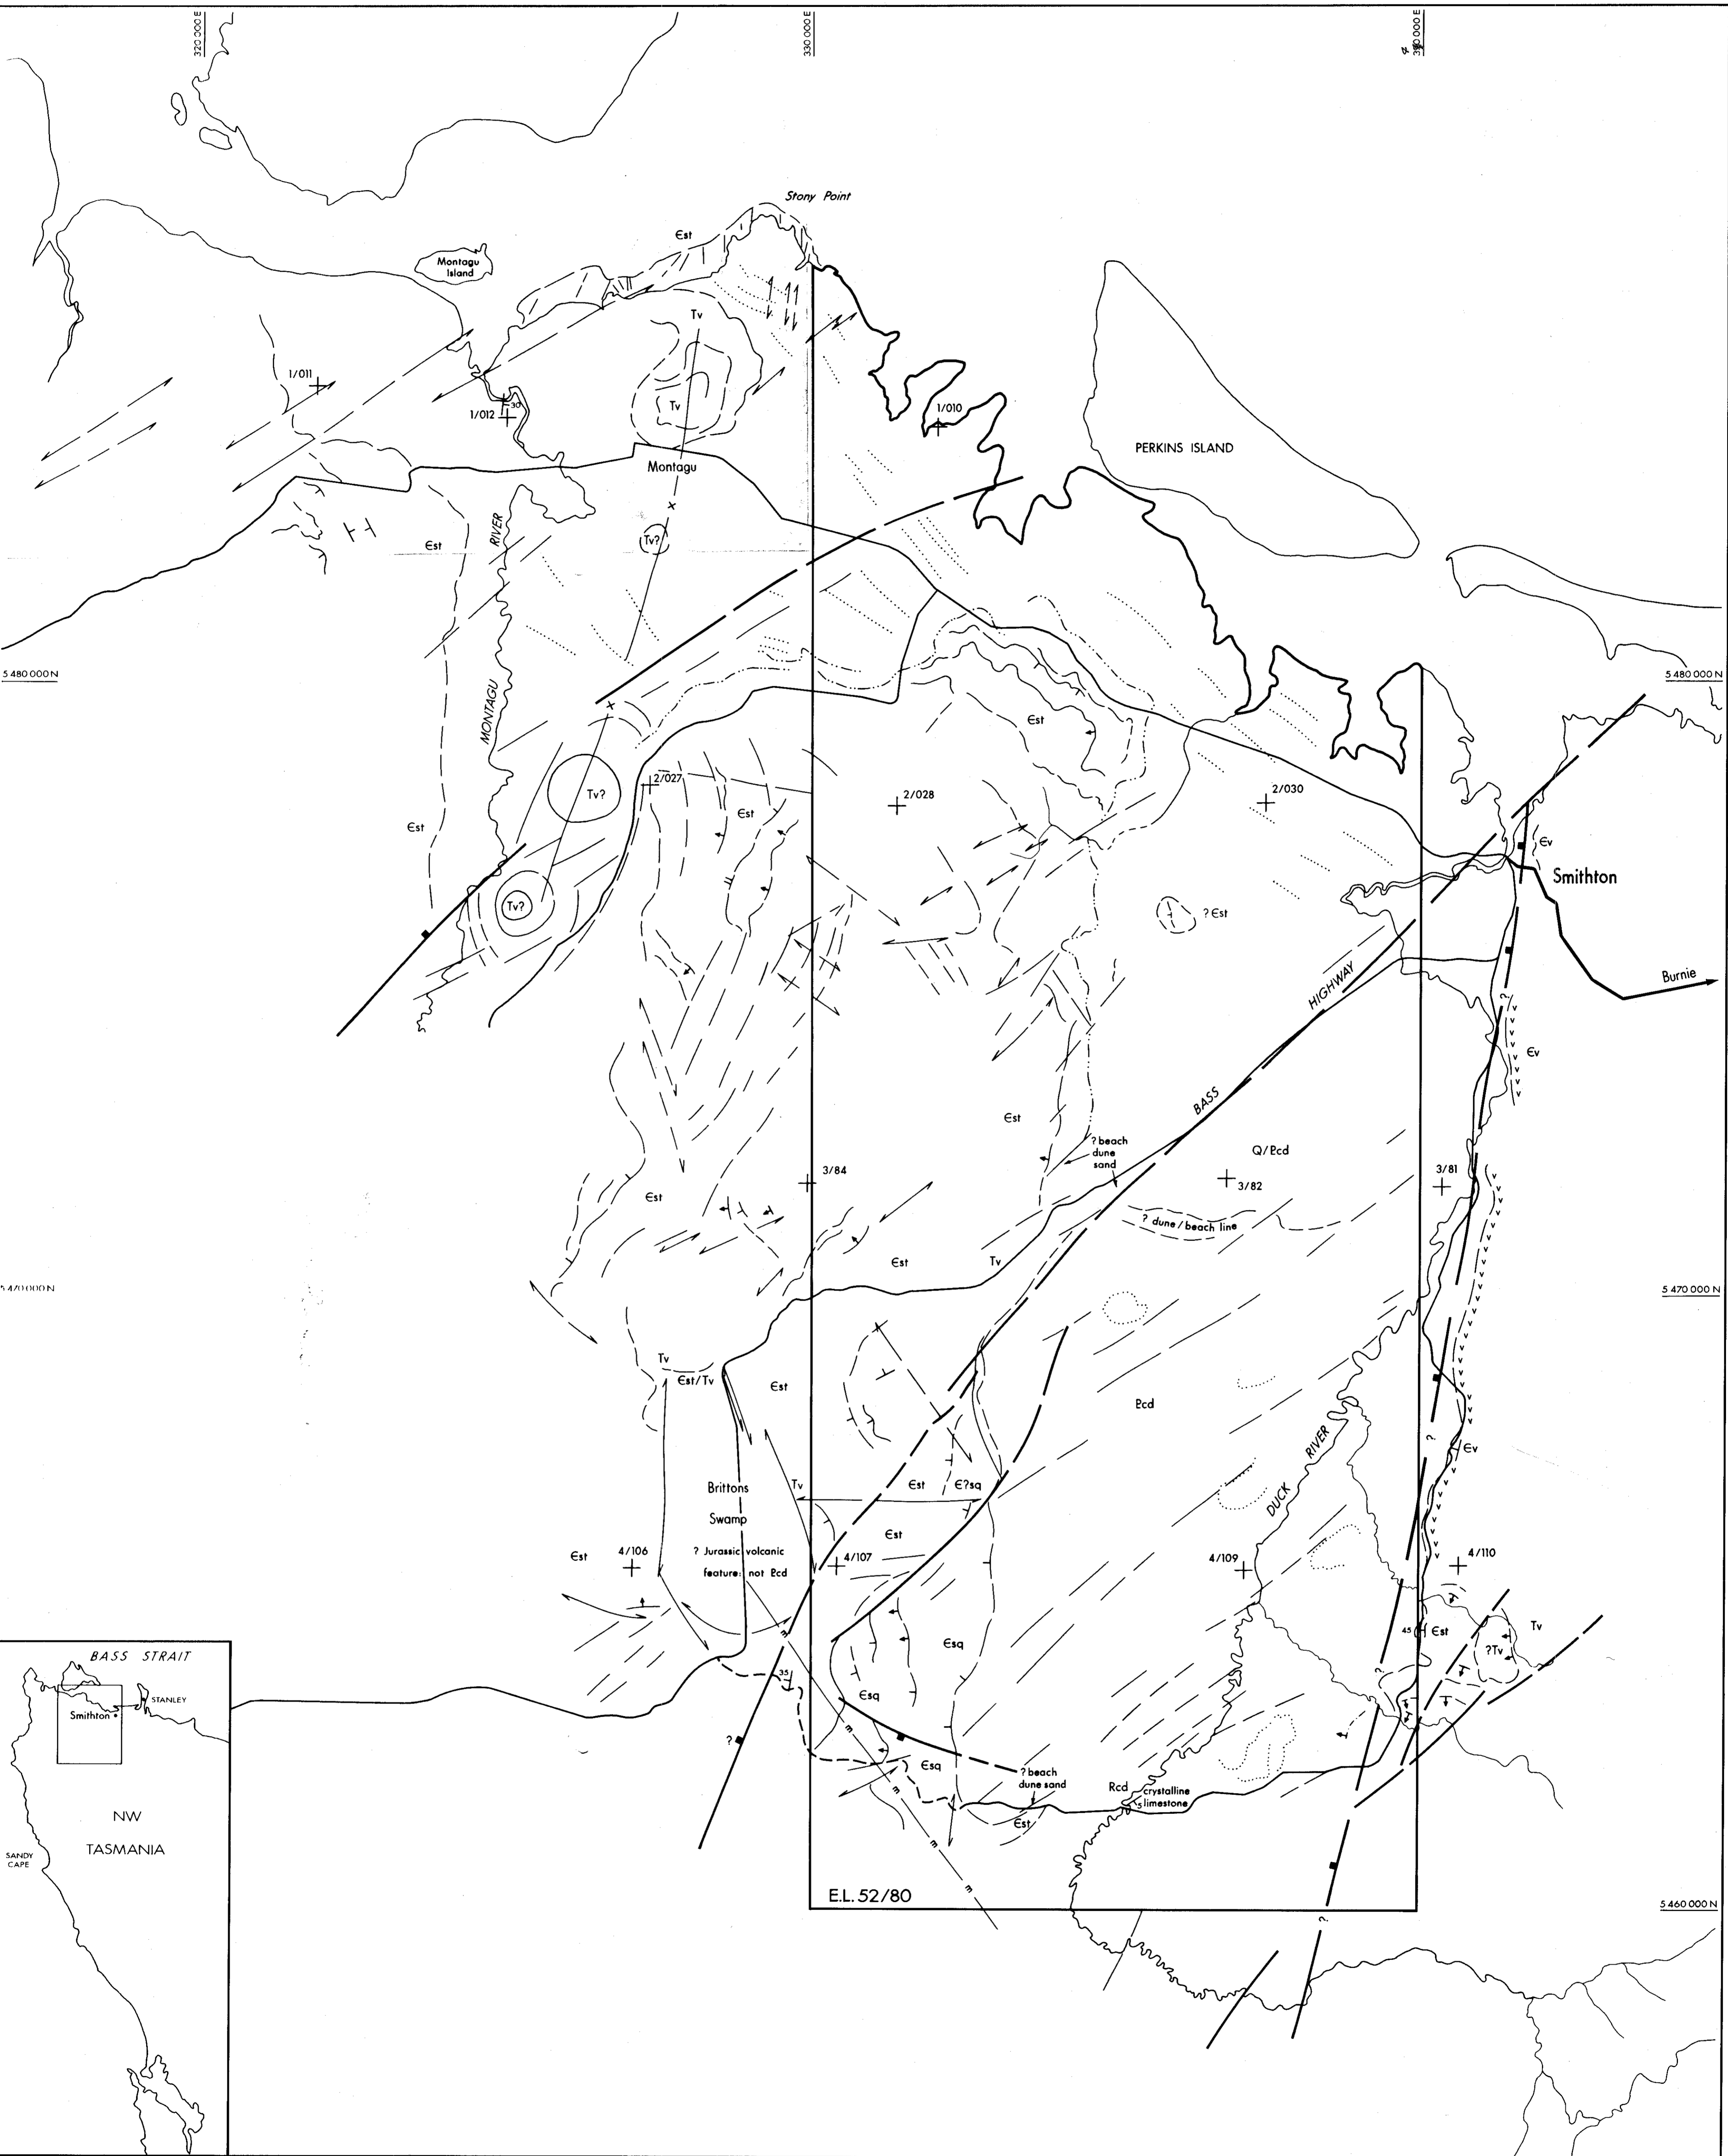 320 000 E
330 000 E
Stony Point
Єst
Montagu
Island
Tv
1/011
1/012
30
Tv
1/010
PERKINS ISLAND
Montagu
Єst
RIVER
Tv?
MONTAGU
5 480 000 N
5 480 000 N
Єst
2/027
2/028
2/030
Tv?
Єst
Єst
Єv
Smithton
Tv?
? Єst
HIGHWAY
Burnie
?
Єv
BASS
Єst
? beach
dune
sand
Q/Ƥcd
3/84
3/82
3/81
Єst
? dune/beach line
Єst
Tv
5 470 000 N
5 470 000 N
Tv
Єst/Tv
Єst
Ƥcd
RIVER
?
Єv
Brittons
Swamp
Tv
Єst
Є?sq
DUCK
Єst
Єst
4/106
? Jurassic volcanic
feature: not Ƥcd
4/107
4/109
4/110
m
Єsq
45
Єst
?Tv
Tv
35
?
Єsq
m
?
Єsq
? beach
dune sand
m
Rcd
crystalline
limestone
5
Єst
m
m
E.L. 52/80
5 460 000 N
?
BASS STRAIT
STANLEY
Smithton
NW
TASMANIA
SANDY
CAPE